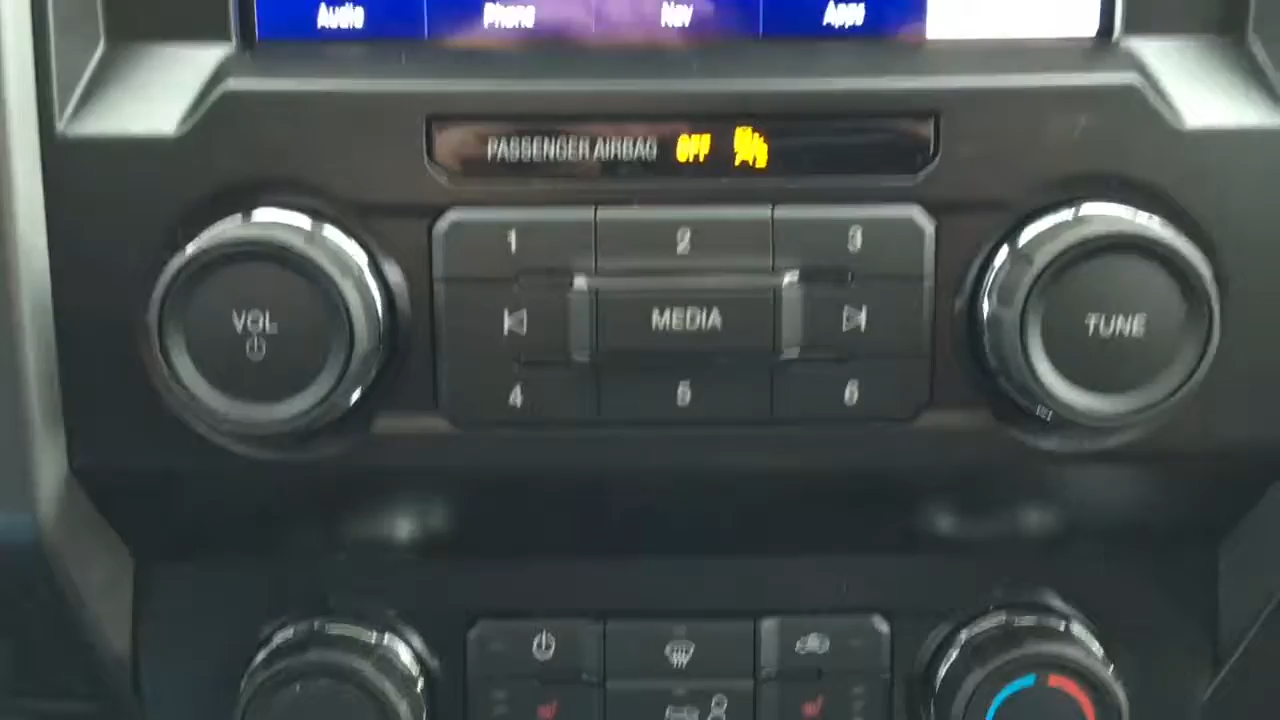 Audio Phone Nav Apps
PASSENGER AIRBAG OFF
1 2 3
VOL MEDIA TUNE
4 5 6